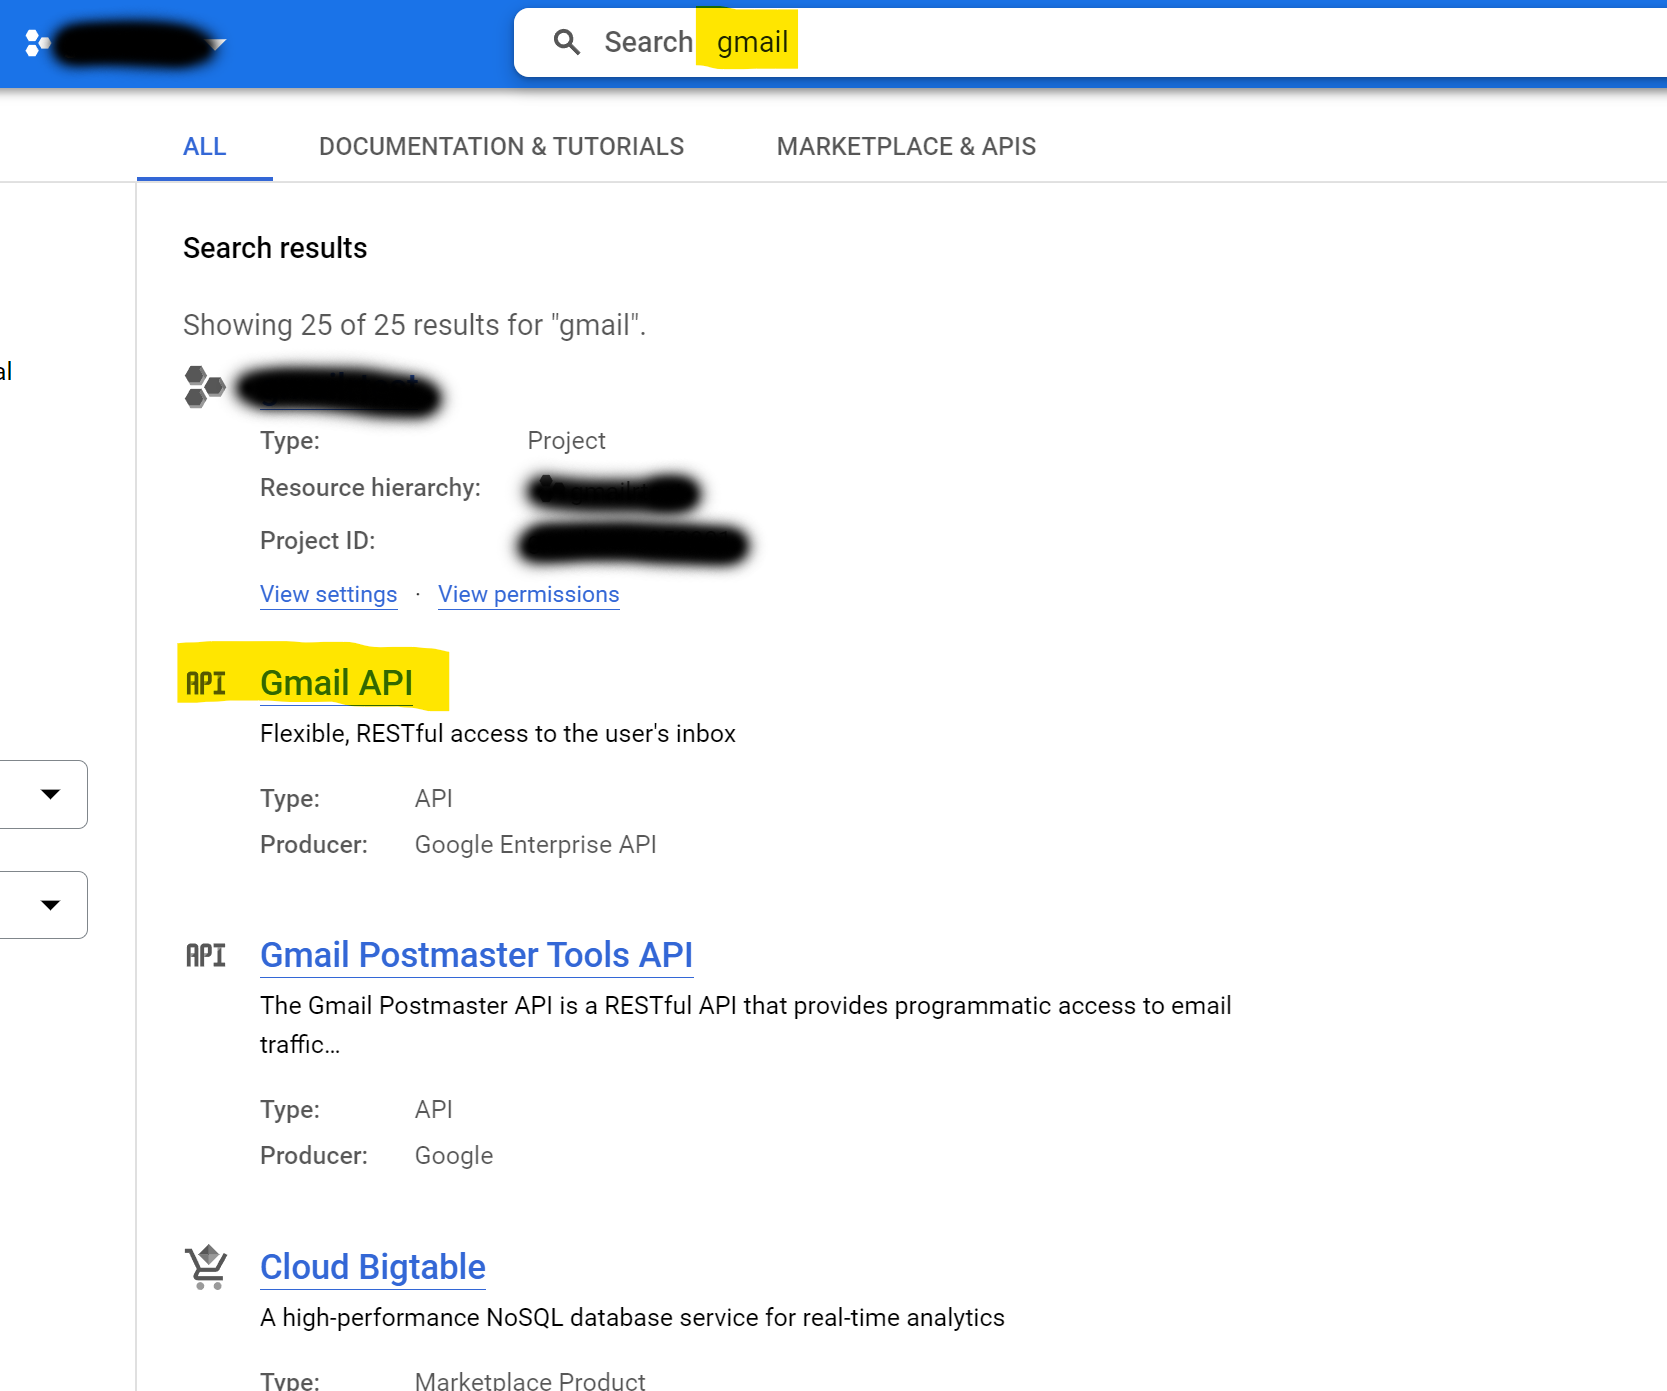 Search gmail
ALL DOCUMENTATION & TUTORIALS MARKETPLACE & APIS
Search results
Showing 25 of 25 results for "gmail".
al
Type: Project
Resource hierarchy:
Project ID:
View settings · View permissions
API Gmail API
Flexible, RESTful access to the user's inbox
Type: API
Producer: Google Enterprise API
API Gmail Postmaster Tools API
The Gmail Postmaster API is a RESTful API that provides programmatic access to email
traffic...
Type: API
Producer: Google
Cloud Bigtable
A high-performance NoSQL database service for real-time analytics
Type: Marketplace Product